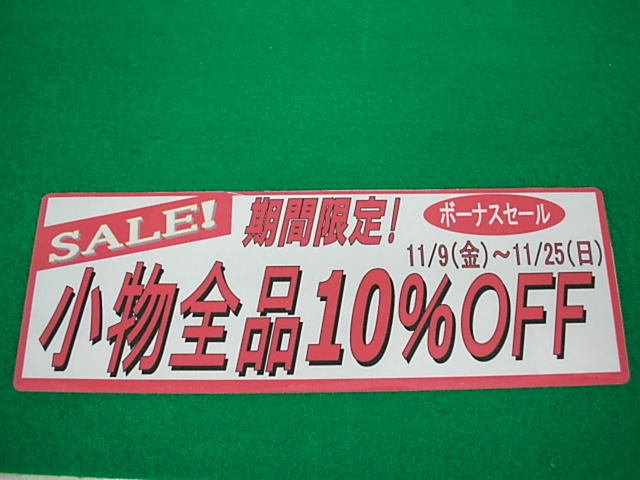 SALE!
期間限定!
ボーナスセール
11/9(金)~11/25(日)
小物全品10%OFF